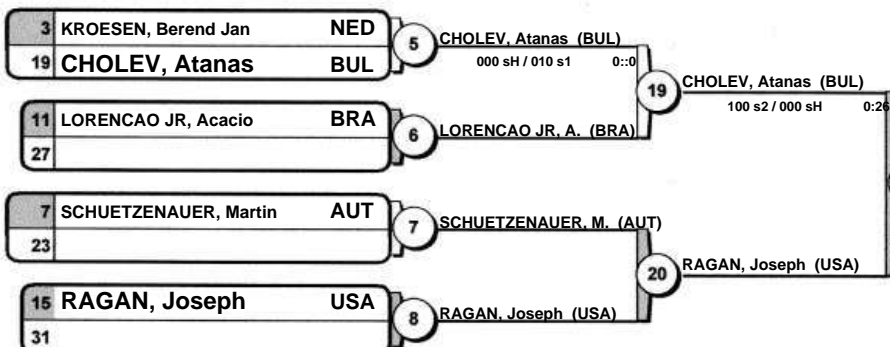 3 KROESEN, Berend Jan NED
19 CHOLEV, Atanas BUL
5
CHOLEV, Atanas (BUL)
000 sH / 010 s1 0::0
11 LORENCAO JR, Acacio BRA
27
6
LORENCAO JR, A. (BRA)
19
CHOLEV, Atanas (BUL)
100 s2 / 000 sH 0:26
7 SCHUETZENAUER, Martin AUT
23
7
SCHUETZENAUER, M. (AUT)
15 RAGAN, Joseph USA
31
8
RAGAN, Joseph (USA)
20
RAGAN, Joseph (USA)